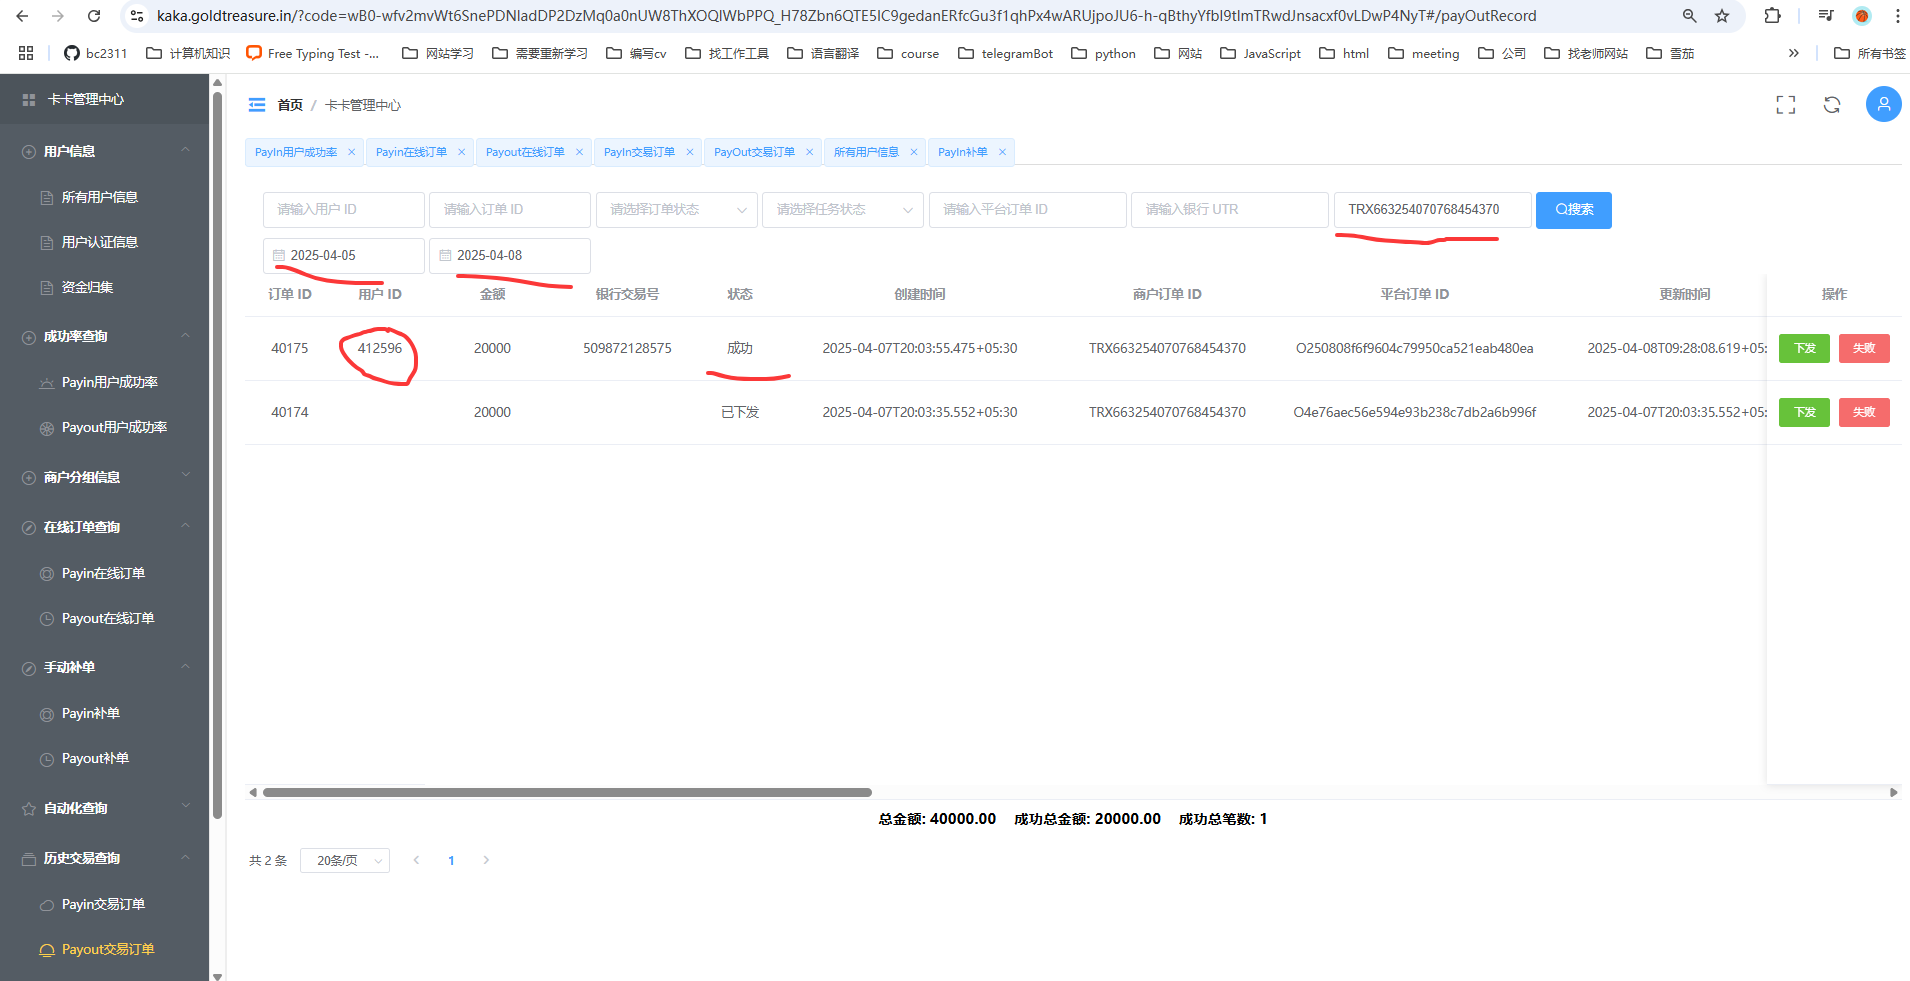 kaka.goldtreasure.in/?code=wB0-wfv2mvWt6SnePDNladDP2DzMq0a0nUW8ThXOQlWbPPQ_H78Zbn6QTE5IC9gedanERfcGu3f1qhPx4wARUjpoJU6-h-qBthyYfbI9tlmTRwdJnsacxf0vLDwP4NyT#/payOutRecord
bc2311 计算机知识 Free Typing Test -... 网站学习 需要重新学习 编写cv 找工作工具 语言翻译 course telegramBot python 网站 JavaScript html meeting 公司 找老师网站 雪茄 » 所有书签
卡卡管理中心
首页 / 卡卡管理中心
用户信息
PayIn用户成功率 × Payin在线订单 × Payout在线订单 × PayIn交易订单 × PayOut交易订单 × 所有用户信息 × PayIn补单 ×
所有用户信息
请输入用户 ID 请输入订单 ID 请选择订单状态 请选择任务状态 请输入平台订单 ID 请输入银行 UTR TRX663254070768454370 搜索
用户认证信息
2025-04-05 2025-04-08
资金归集
订单 ID 用户 ID 金额 银行交易号 状态 创建时间 商户订单 ID 平台订单 ID 更新时间 操作
成功率查询
40175 412596 20000 509872128575 成功 2025-04-07T20:03:55.475+05:30 TRX663254070768454370 O250808f6f9604c79950ca521eab480ea 2025-04-08T09:28:08.619+05: 下发 失败
Payin用户成功率
40174 20000 已下发 2025-04-07T20:03:35.552+05:30 TRX663254070768454370 O4e76aec56e594e93b238c7db2a6b996f 2025-04-07T20:03:35.552+05: 下发 失败
Payout用户成功率
商户分组信息
在线订单查询
Payin在线订单
Payout在线订单
手动补单
Payin补单
Payout补单
自动化查询
总金额: 40000.00 成功总金额: 20000.00 成功总笔数: 1
历史交易查询
共 2 条 20条/页 1
Payin交易订单
Payout交易订单